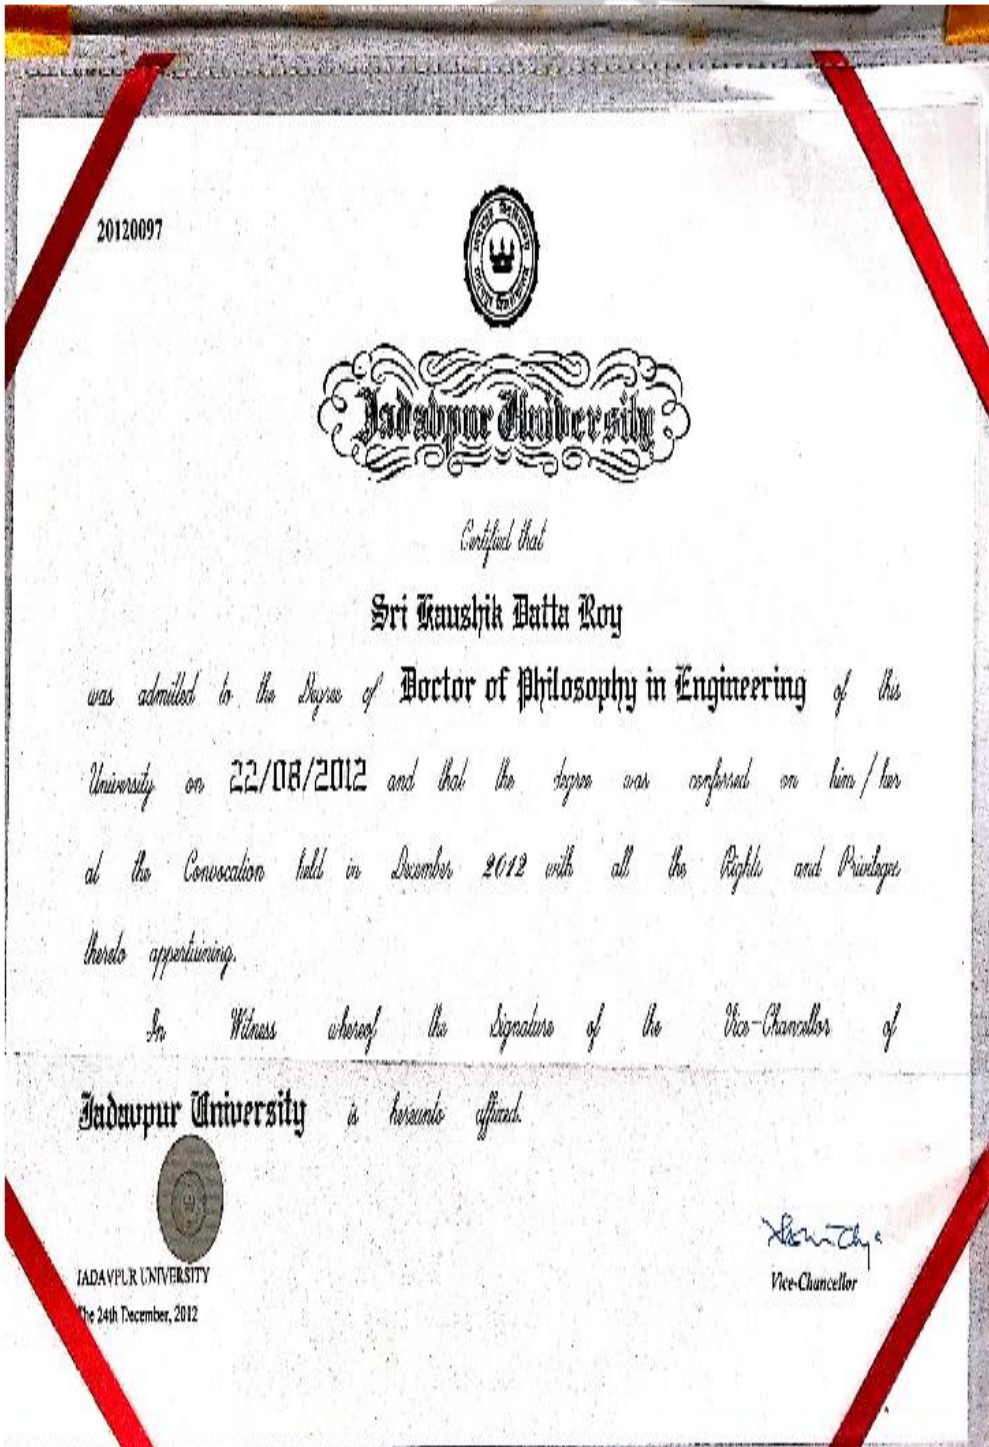 20120097
Jadavpur University
Certified that
Sri Kaushik Datta Roy
was admitted to the Degree of Doctor of Philosophy in Engineering of this
University on 22/08/2012 and that the degree was conferred on him / her
at the Convocation held in December 2012 with all the Rights and Privileges
thereto appertaining.
In Witness whereof the Signature of the Vice-Chancellor of
Jadavpur University is hereunto affixed.
JADAVPUR UNIVERSITY
The 24th December, 2012
Vice-Chancellor